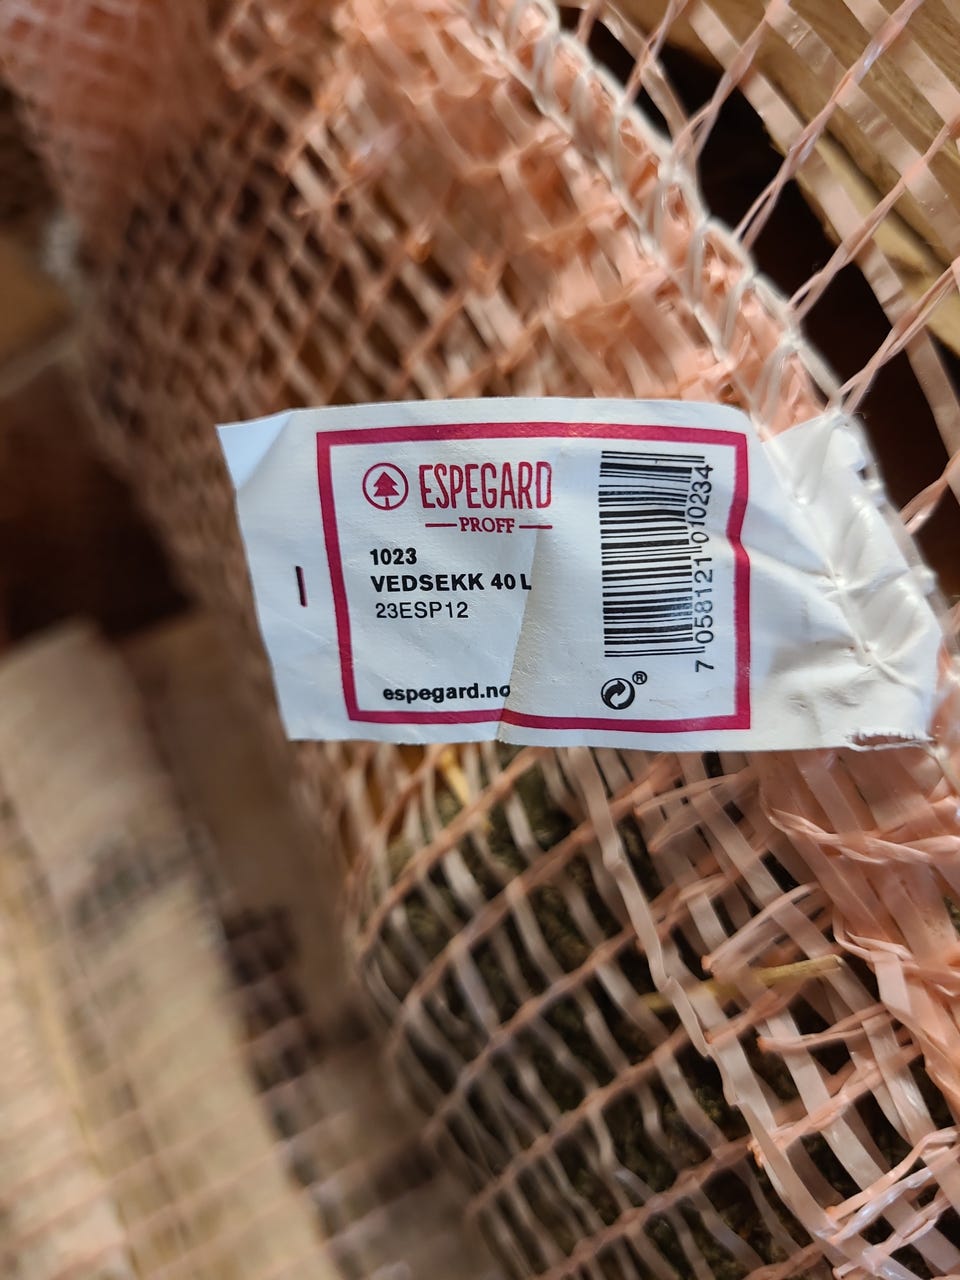 ESPEGARD
PROFF
1023
VEDSEKK 40 L
23ESP12
espegard.no
7 058121 010234
®